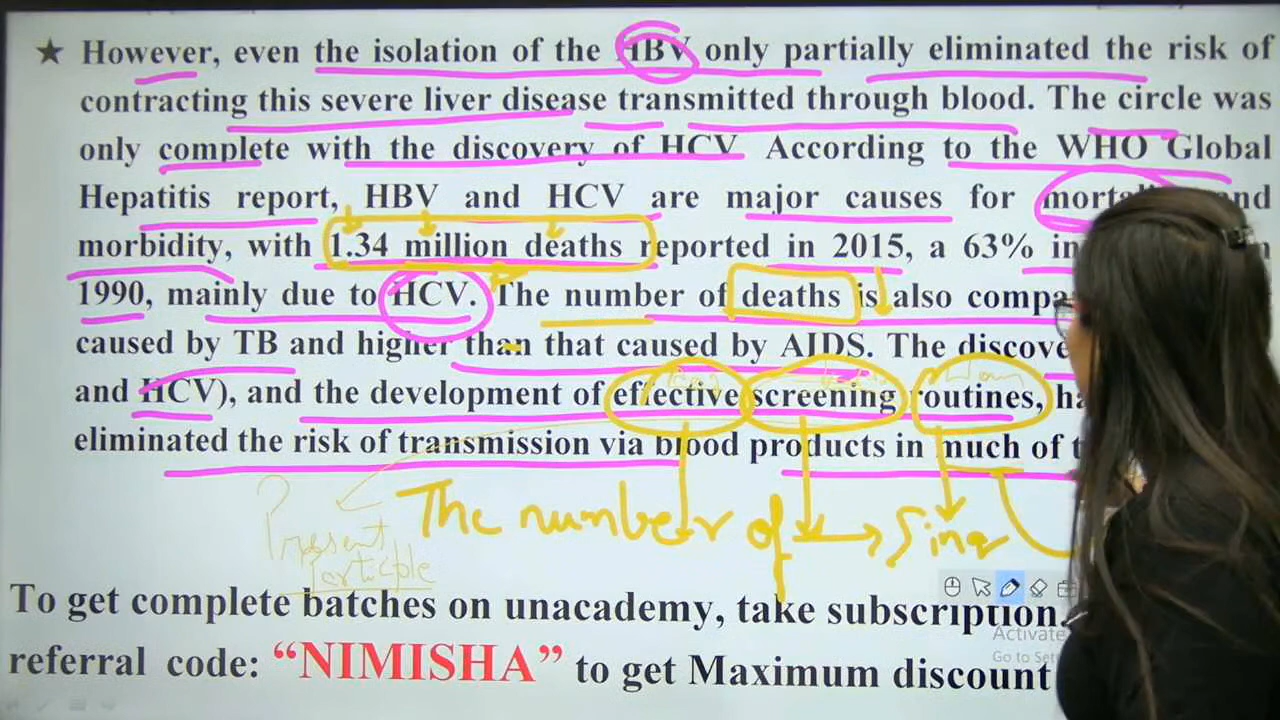 ★ However, even the isolation of the HBV only partially eliminated the risk of
contracting this severe liver disease transmitted through blood. The circle was
only complete with the discovery of HCV According to the WHO Global
Hepatitis report, HBV and HCV are major causes for and
morbidity, with 1.34 million deaths reported in 2015, a 63%
1990, mainly due to HCV. The number of deaths is also
caused by TB and higher than that caused by AIDS. The
and HCV), and the development of effective screening routines,
eliminated the risk of transmission via blood products in much of
The number of → Sing
Present
participle
To get complete batches on unacademy, take subscription.
Activate
referral code: “NIMISHA” to get Maximum discount
Go to